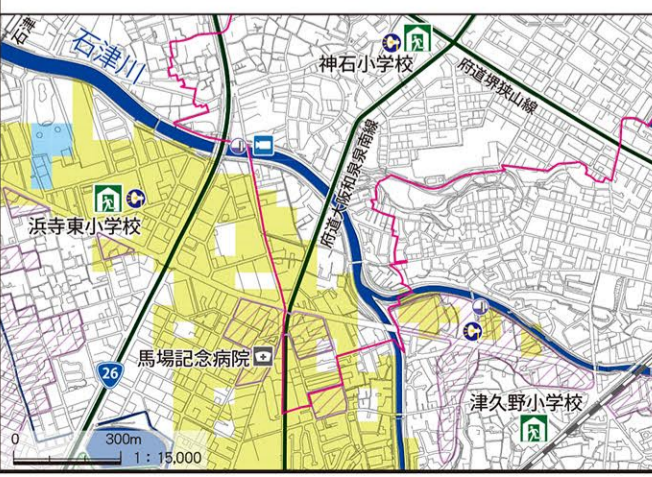 石津
石津川
神石小学校
府道堺狭山線
府道大阪和泉泉南線
浜寺東小学校
馬場記念病院
26
津久野小学校
0 300m
1：15,000